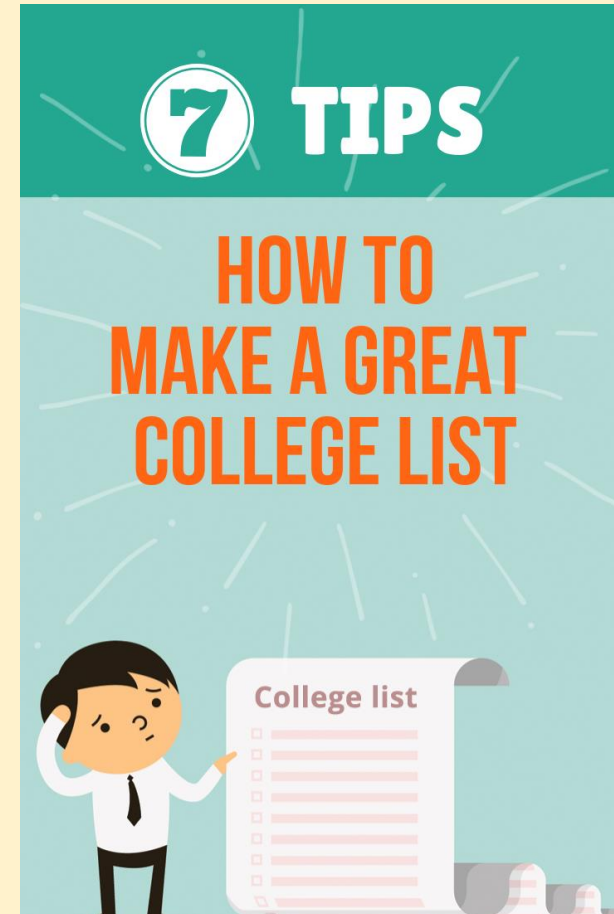 7 TIPS
HOW TO
MAKE A GREAT
COLLEGE LIST
College list